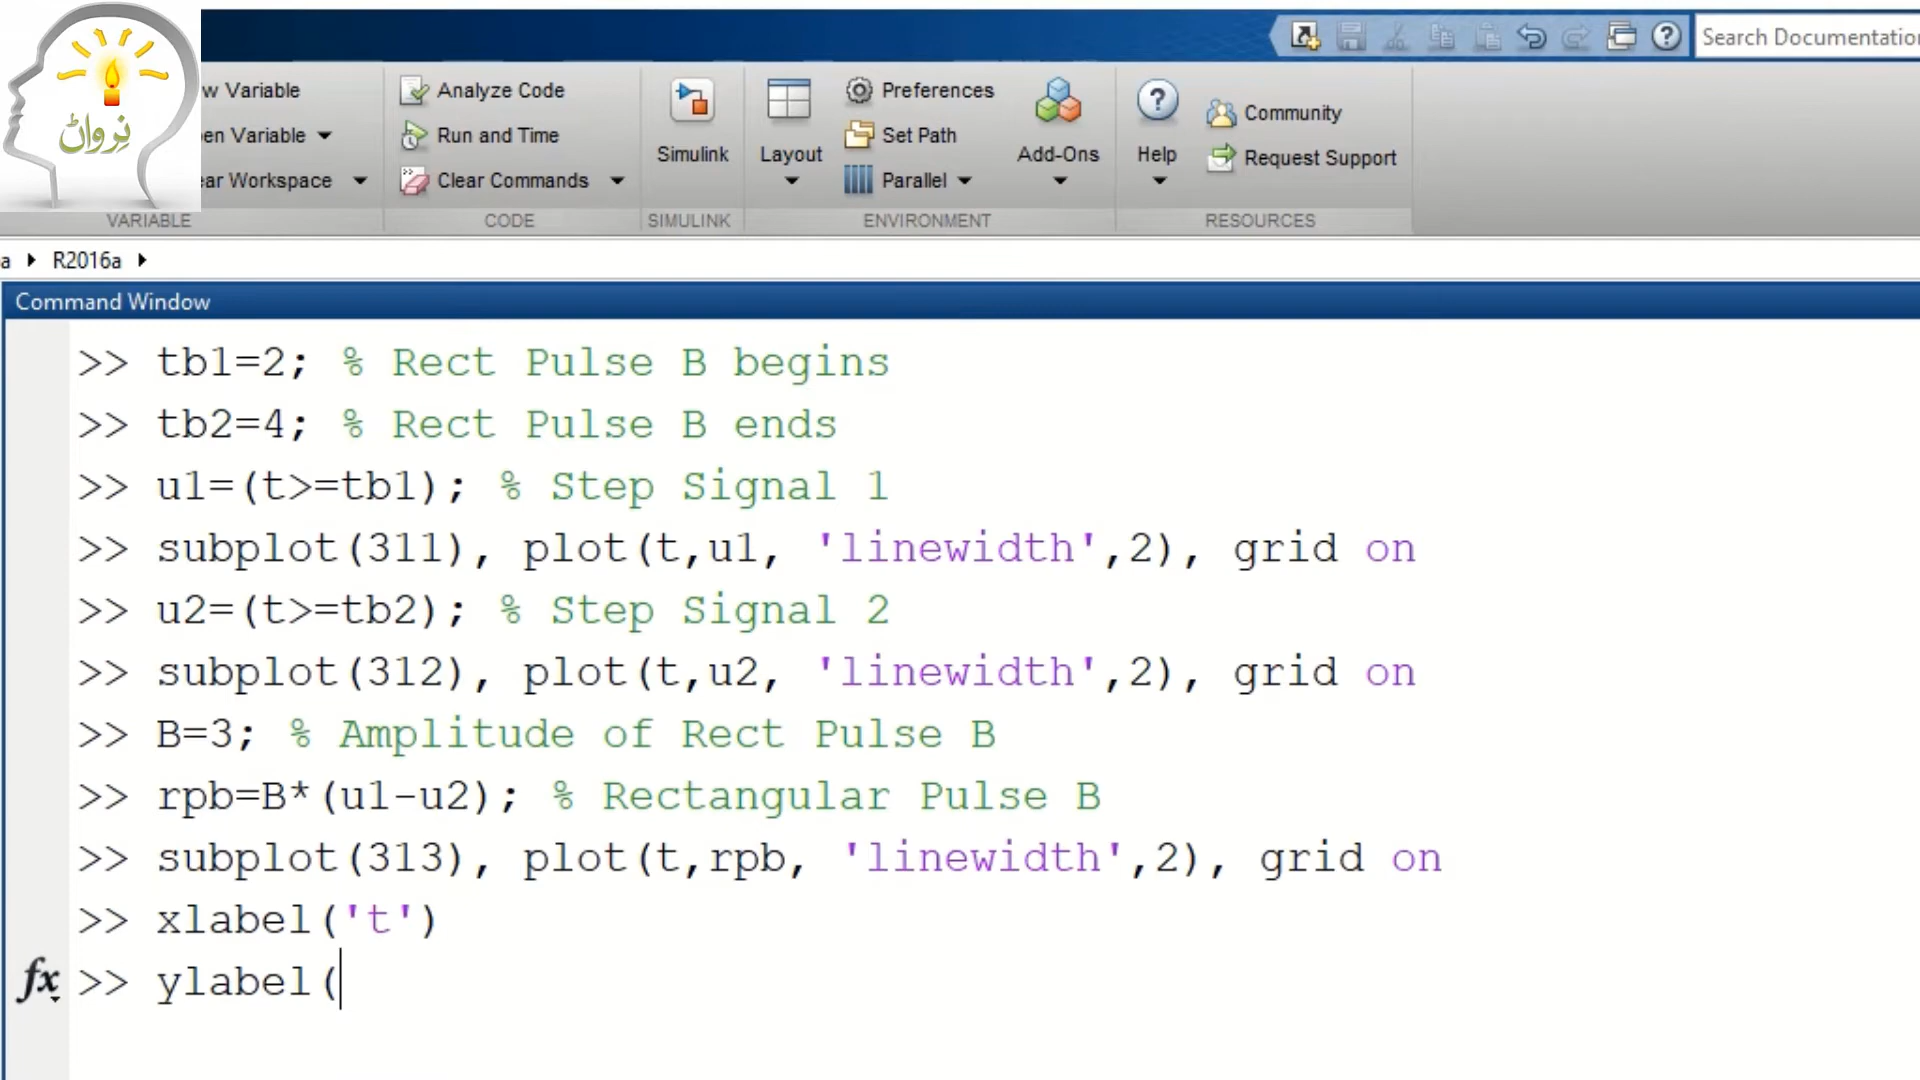 نِروان
Search Documentation
w Variable
Analyze Code
Preferences
Community
en Variable
Run and Time
Simulink
Layout
Set Path
Add-Ons
Help
Request Support
ar Workspace
Clear Commands
Parallel
VARIABLE
CODE
SIMULINK
ENVIRONMENT
RESOURCES
a ▸ R2016a ▸
Command Window
>> tb1=2; % Rect Pulse B begins
>> tb2=4; % Rect Pulse B ends
>> u1=(t>=tb1); % Step Signal 1
>> subplot(311), plot(t,u1, 'linewidth',2), grid on
>> u2=(t>=tb2); % Step Signal 2
>> subplot(312), plot(t,u2, 'linewidth',2), grid on
>> B=3; % Amplitude of Rect Pulse B
>> rpb=B*(u1-u2); % Rectangular Pulse B
>> subplot(313), plot(t,rpb, 'linewidth',2), grid on
>> xlabel('t')
fx >> ylabel(